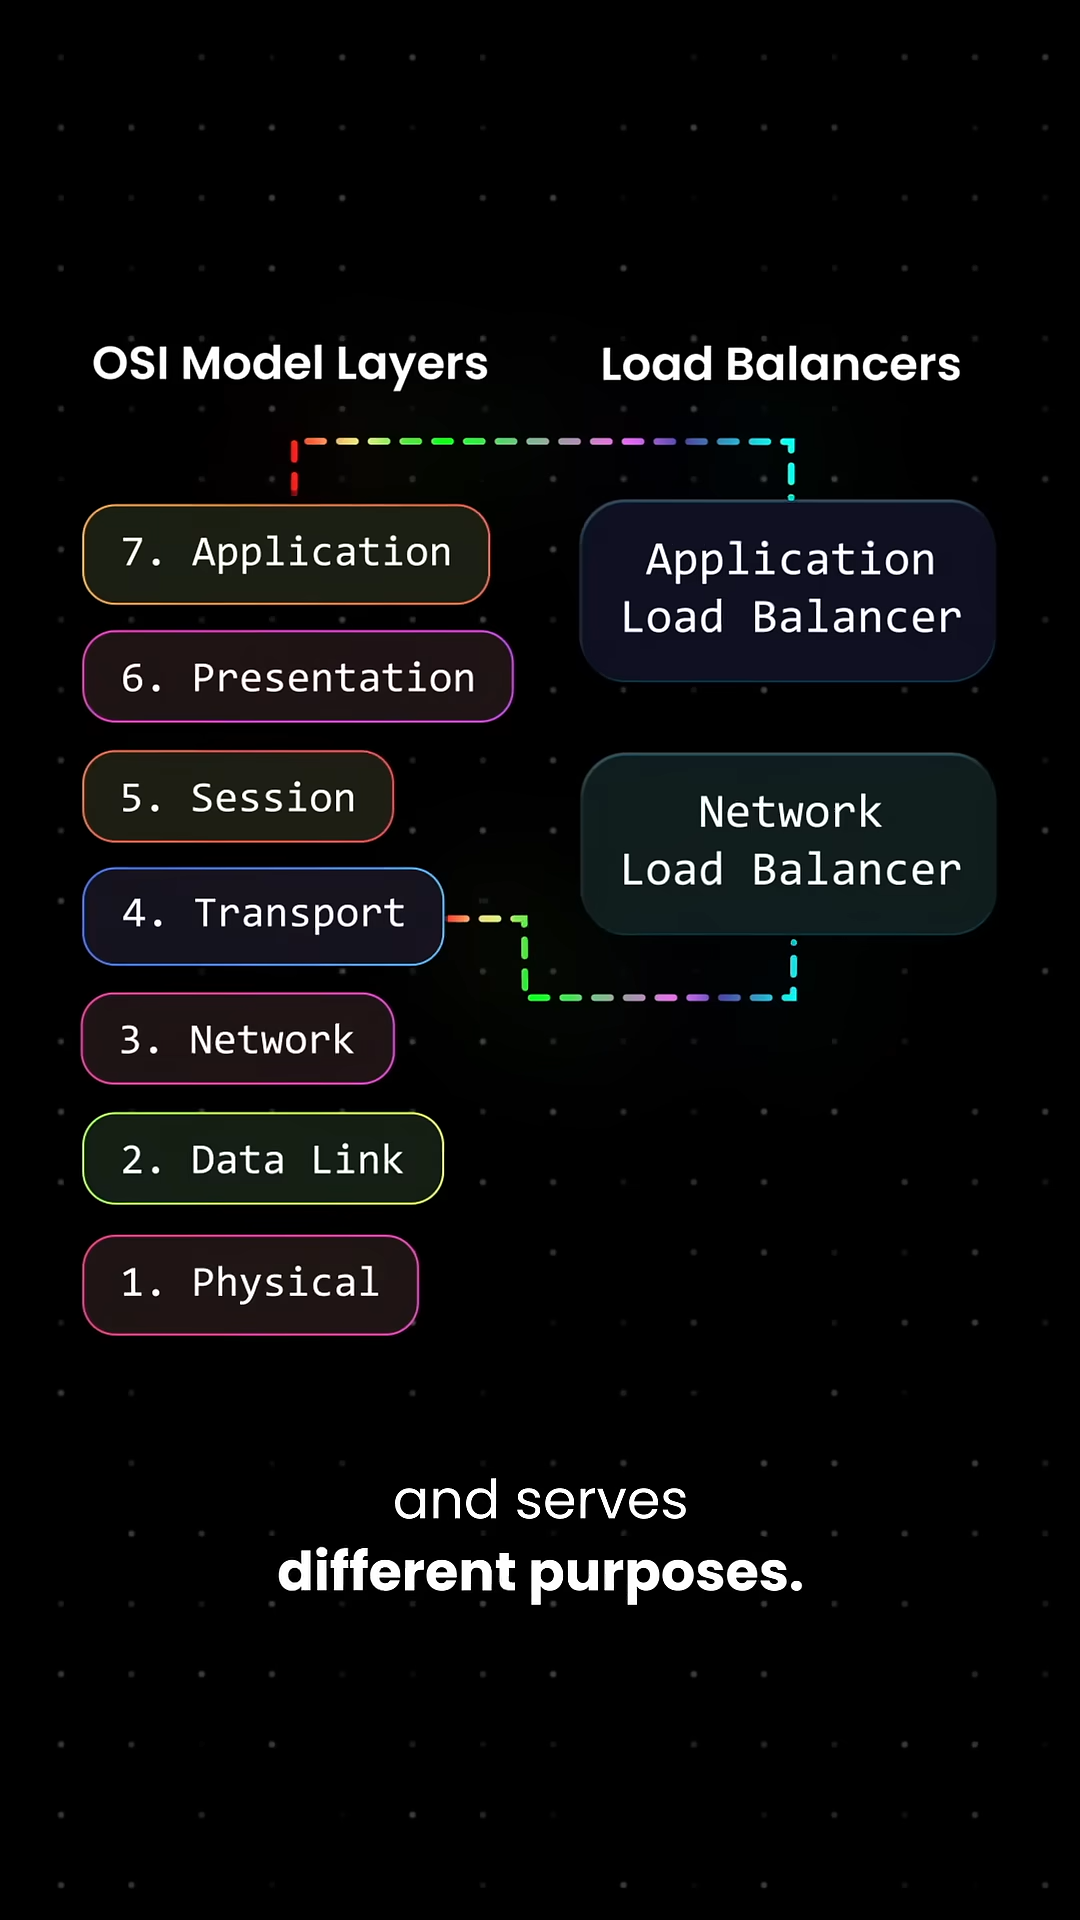 OSI Model Layers
Load Balancers
7. Application
6. Presentation
5. Session
4. Transport
3. Network
2. Data Link
1. Physical
Application
Load Balancer
Network
Load Balancer
and serves
different purposes.